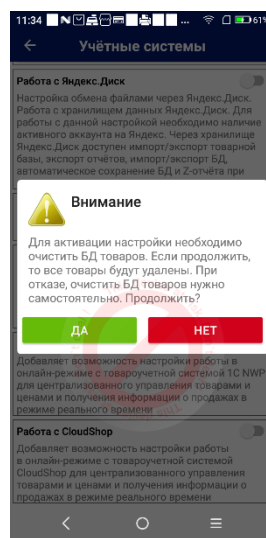 11:34
61%
Учётные системы
Работа с Яндекс.Диск
Настройка обмена файлами через Яндекс.Диск.
Работа с хранилищем данных Яндекс.Диск. Для
работы с данной настройкой необходимо наличие
активного аккаунта на Яндекс. Через хранилище
Яндекс.Диск доступен импорт/экспорт товарной
базы, экспорт отчётов, импорт/экспорт БД,
автоматическое сохранение БД и Z-отчёта при
Внимание
Для активации настройки необходимо
очистить БД товаров. Если продолжить,
то все товары будут удалены. При
отказе, очистить БД товаров нужно
самостоятельно. Продолжить?
ДА
НЕТ
Добавляет возможность настройки работы в
онлайн-режиме с товароучетной системой 1С NWP
для централизованного управления товарами и
ценами и получения информации о продажах в
режиме реального времени
Работа с CloudShop
Добавляет возможность настройки работы
в онлайн-режиме с товароучетной системой
CloudShop для централизованного управления
товарами и ценами и получения информации о
продажах в режиме реального времени